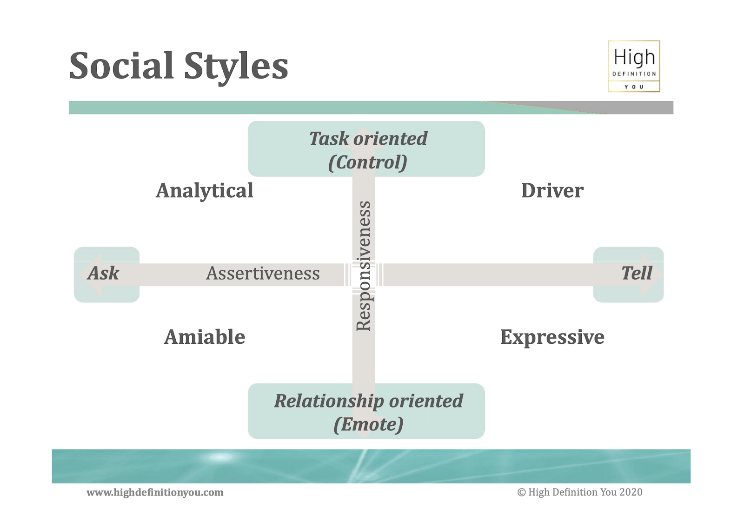 Social Styles
High
DEFINITION
YOU
Task oriented
(Control)
Analytical
Driver
Responsiveness
Ask
Assertiveness
Tell
Amiable
Expressive
Relationship oriented
(Emote)
www.highdefinitionyou.com
© High Definition You 2020